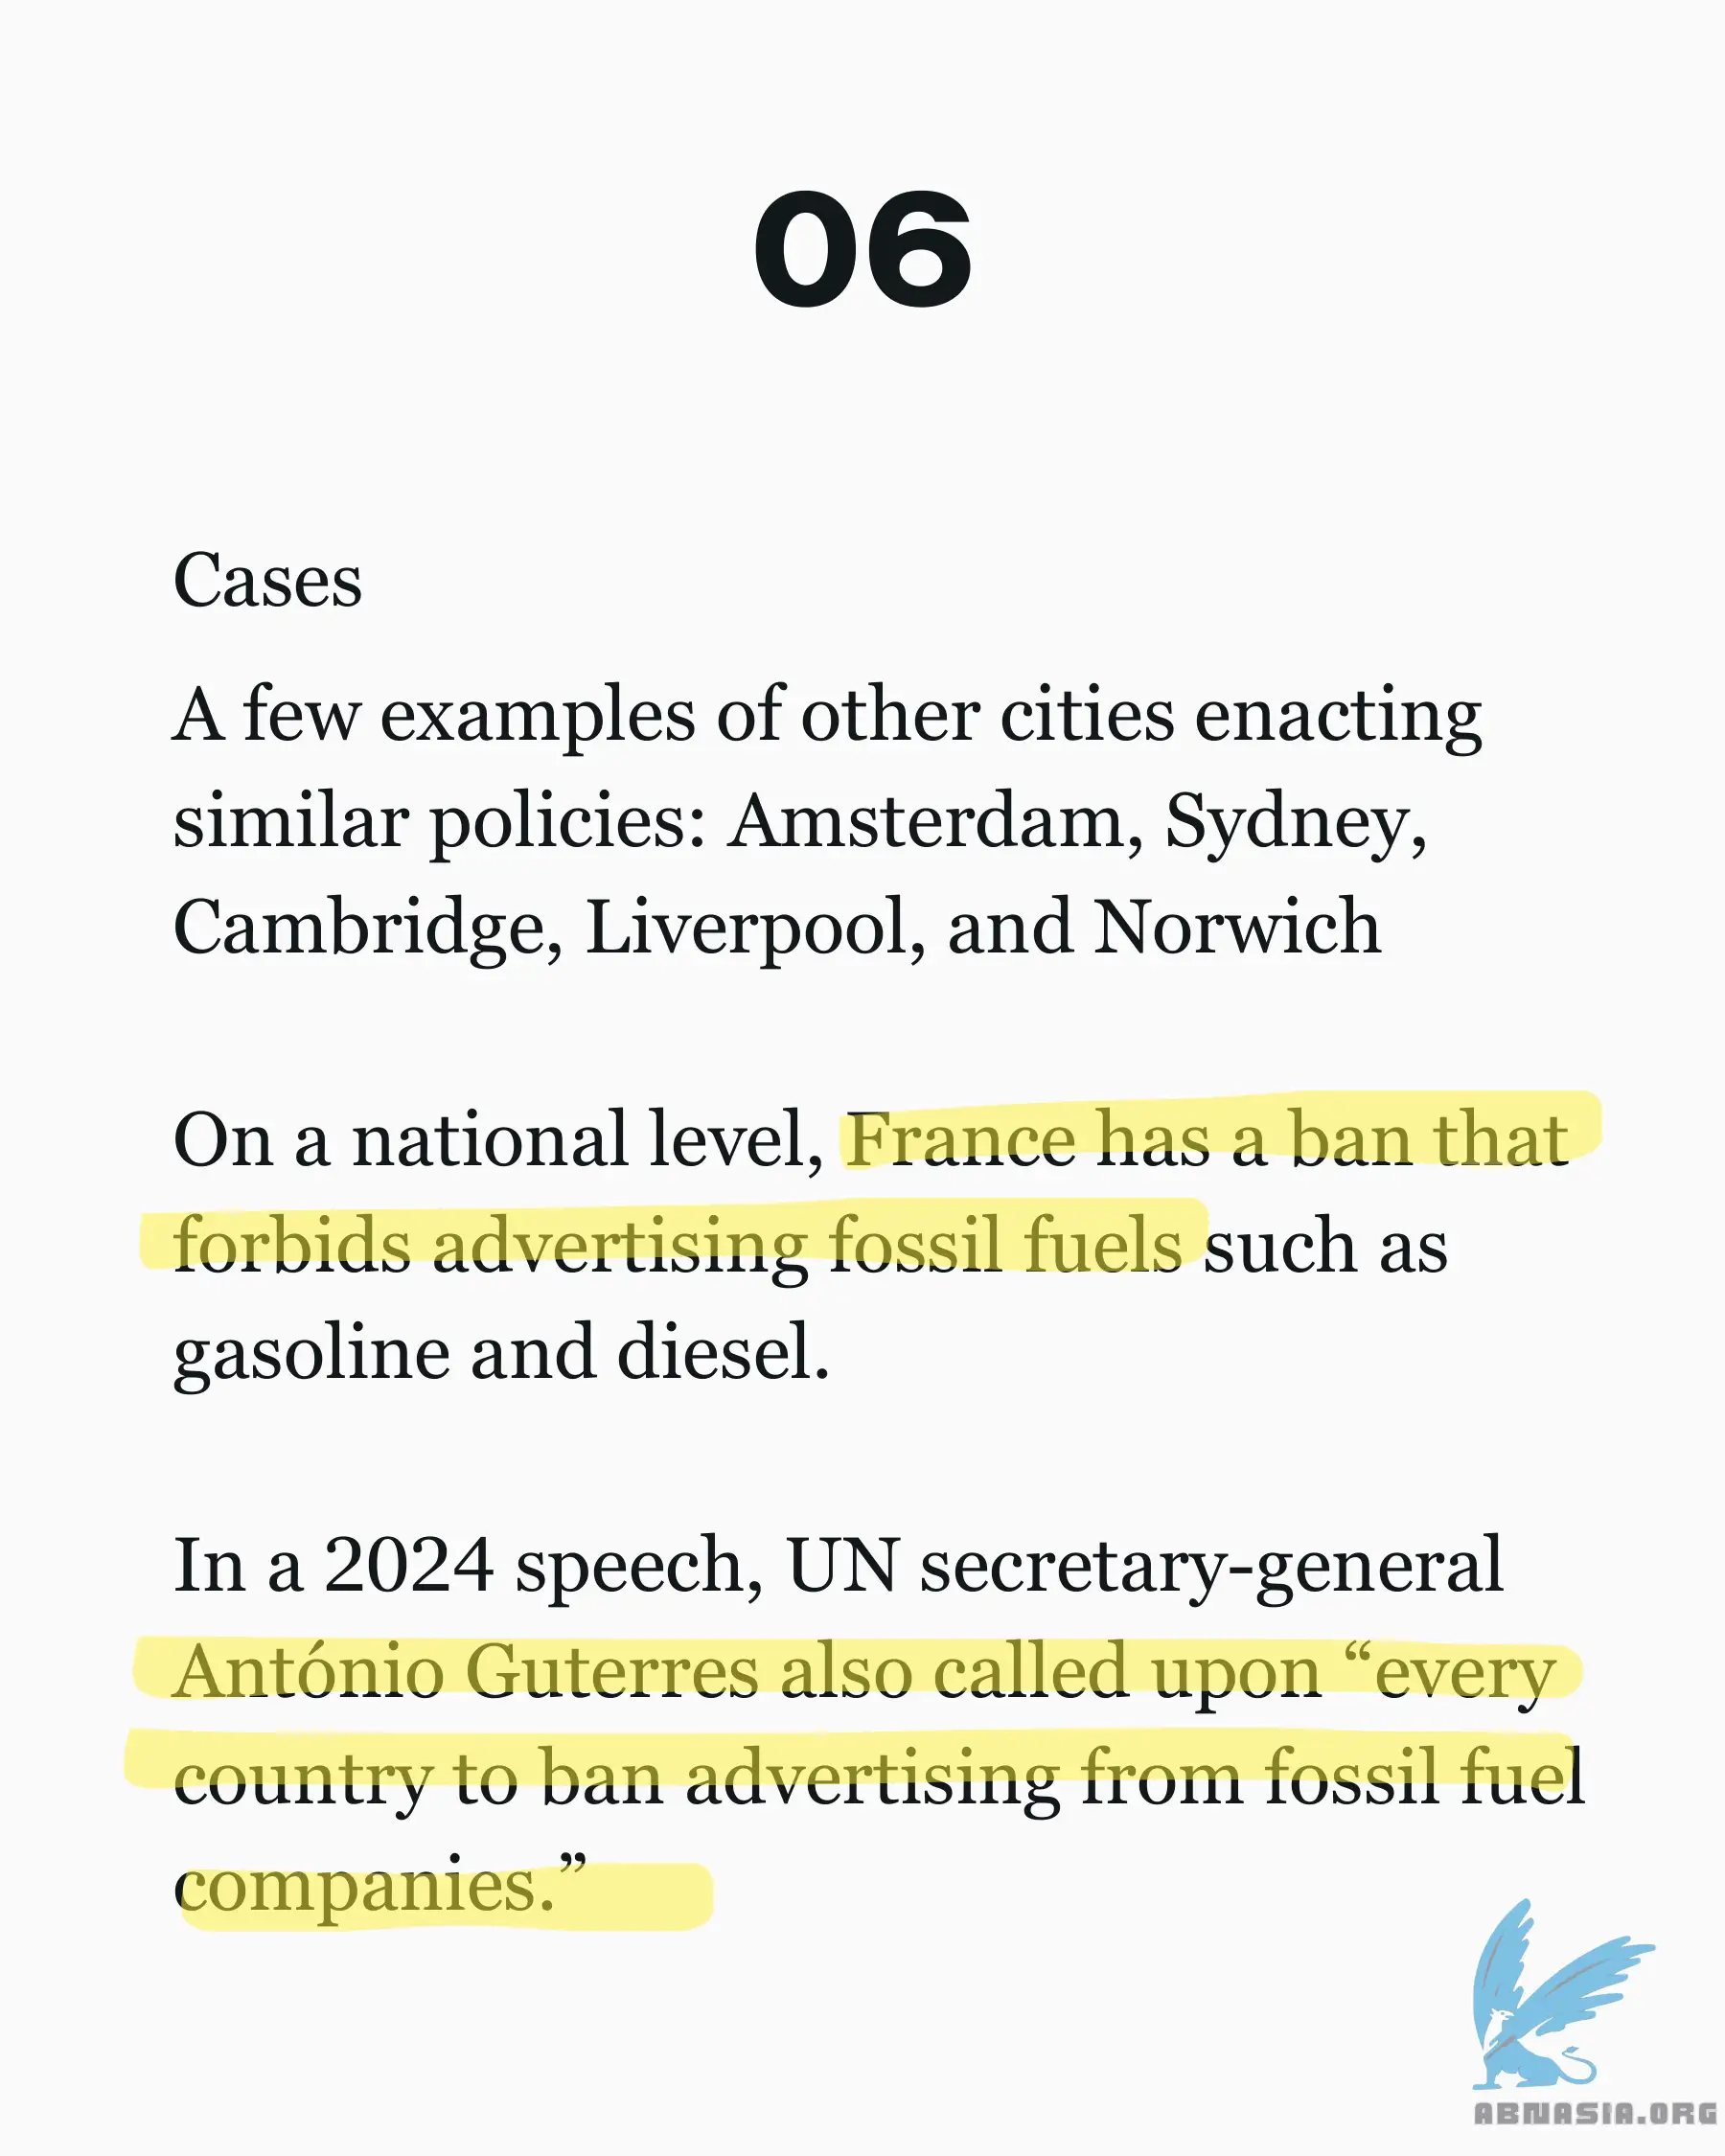 06
Cases
A few examples of other cities enacting
similar policies: Amsterdam, Sydney,
Cambridge, Liverpool, and Norwich
On a national level, France has a ban that
forbids advertising fossil fuels such as
gasoline and diesel.
In a 2024 speech, UN secretary-general
António Guterres also called upon “every
country to ban advertising from fossil fuel
companies.”
ABNASIA.ORG